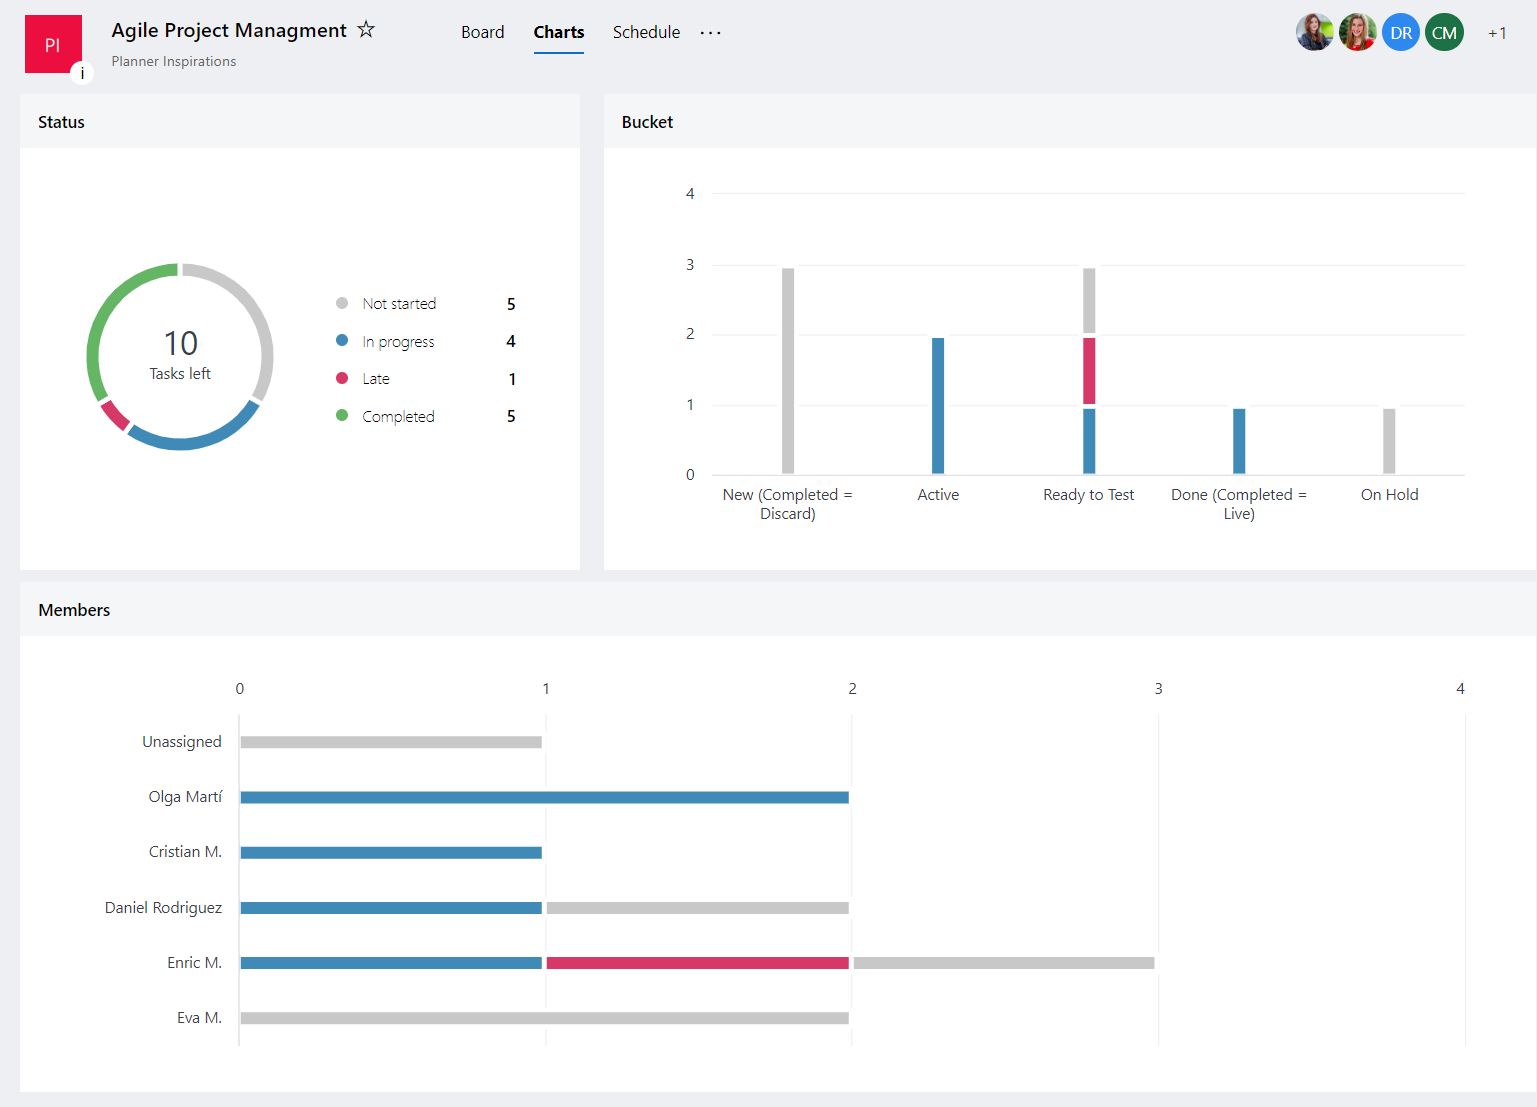 PI
i
Agile Project Managment
Planner Inspirations
Board Charts Schedule ...
DR CM +1
Status
10
Tasks left
Not started 5
In progress 4
Late 1
Completed 5
Bucket
4
3
2
1
0
New (Completed =
Discard)
Active
Ready to Test
Done (Completed =
Live)
On Hold
Members
0 1 2 3 4
Unassigned
Olga Martí
Cristian M.
Daniel Rodriguez
Enric M.
Eva M.